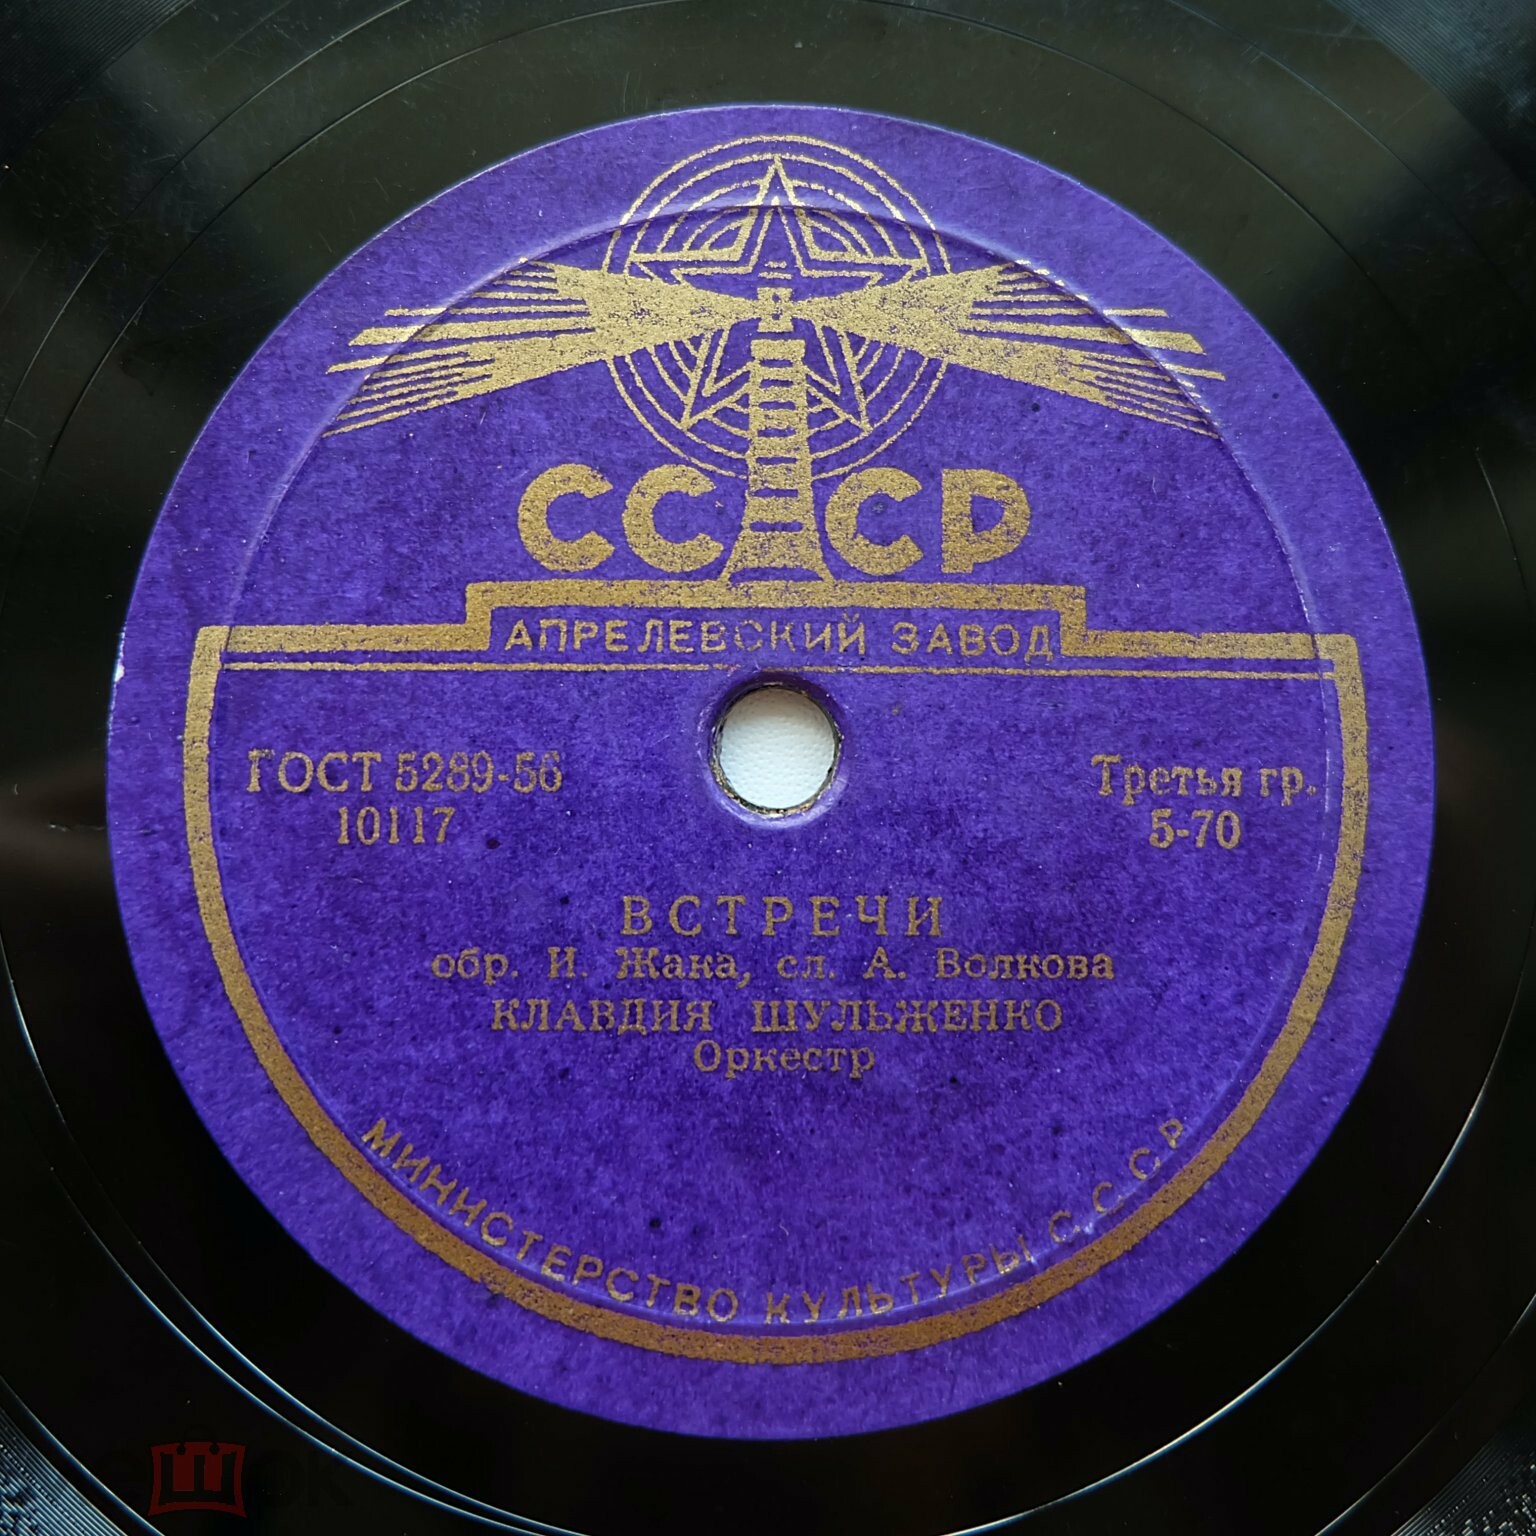 СССР
АПРЕЛЕВСКИЙ ЗАВОД
ГОСТ 5289-56
10117
Третья гр.
5-70
ВСТРЕЧИ
обр. И. Жака, сл. А. Волкова
КЛАВДИЯ ШУЛЬЖЕНКО
Оркестр
МИНИСТЕРСТВО КУЛЬТУРЫ С.С.С.Р.